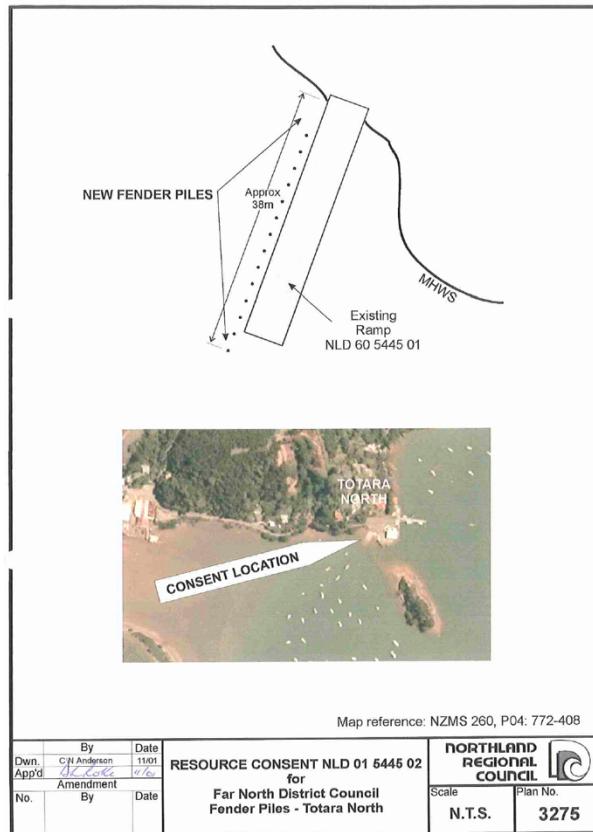 NEW FENDER PILES
Approx
38m
MHWS
Existing
Ramp
NLD 60 5445 01
TOTARA
NORTH
CONSENT LOCATION
Map reference: NZMS 260, P04: 772-408
By Date
Dwn. C N Anderson 11/01
App'd 11/01
Amendment
No. By Date
RESOURCE CONSENT NLD 01 5445 02
for
Far North District Council
Fender Piles - Totara North
NORTHLAND
REGIONAL
COUNCIL
Scale
N.T.S.
Plan No.
3275